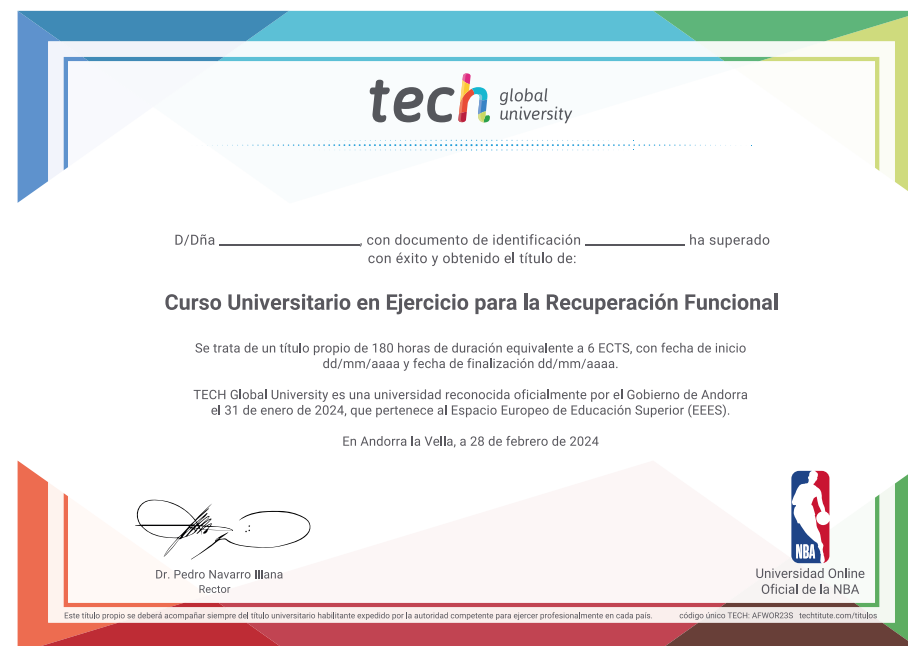 tech global
university
D/Dña ____________________, con documento de identificación ______________ ha superado
con éxito y obtenido el título de:
Curso Universitario en Ejercicio para la Recuperación Funcional
Se trata de un título propio de 180 horas de duración equivalente a 6 ECTS, con fecha de inicio
dd/mm/aaaa y fecha de finalización dd/mm/aaaa.
TECH Global University es una universidad reconocida oficialmente por el Gobierno de Andorra
el 31 de enero de 2024, que pertenece al Espacio Europeo de Educación Superior (EEES).
En Andorra la Vella, a 28 de febrero de 2024
Dr. Pedro Navarro Illana
Rector
NBA
Universidad Online
Oficial de la NBA
Este título propio se deberá acompañar siempre del título universitario habilitante expedido por la autoridad competente para ejercer profesionalmente en cada país. código único TECH: AFWOR23S techtitute.com/titulos